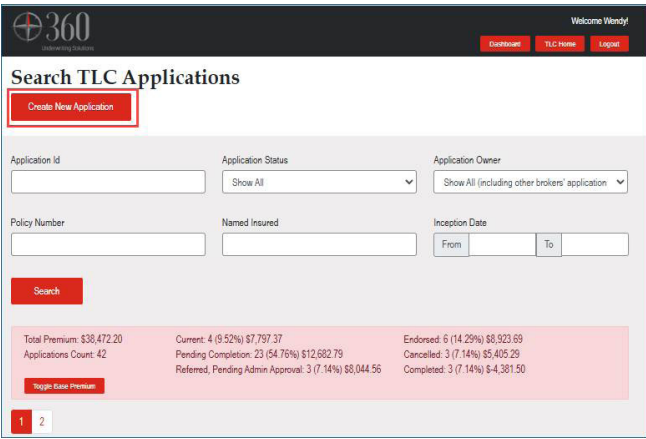 360
Underwriting Solutions
Welcome Wendy!
Dashboard TLC Home Logout
Search TLC Applications
Create New Application
Application Id Application Status Application Owner
Show All Show All (including other brokers' application
Policy Number Named Insured Inception Date
From To
Search
Total Premium: $38,472.20 Current: 4 (9.52%) $7,797.37 Endorsed: 6 (14.29%) $8,923.69
Applications Count: 42 Pending Completion: 23 (54.76%) $12,682.79 Cancelled: 3 (7.14%) $5,405.29
Referred, Pending Admin Approval: 3 (7.14%) $8,044.56 Completed: 3 (7.14%) $-4,381.50
Toggle Base Premium
1 2